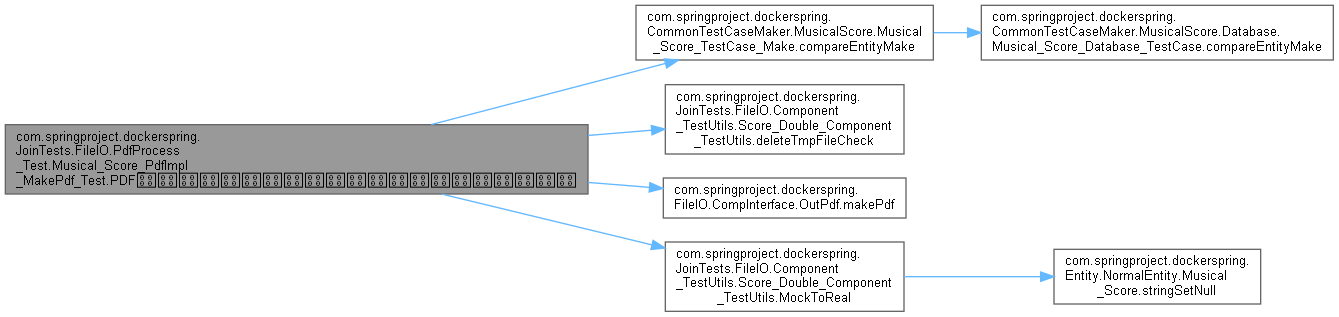 com.springproject.dockerspring.
CommonTestCaseMaker.MusicalScore.Musical
_Score_TestCase_Make.compareEntityMake
com.springproject.dockerspring.
CommonTestCaseMaker.MusicalScore.Database.
Musical_Score_Database_TestCase.compareEntityMake
com.springproject.dockerspring.
JoinTests.FileIO.Component
_TestUtils.Score_Double_Component
_TestUtils.deleteTmpFileCheck
com.springproject.dockerspring.
JoinTests.FileIO.PdfProcess
_Test.Musical_Score_PdfImpl
_MakePdf_Test.PDF
com.springproject.dockerspring.
FileIO.CompInterface.OutPdf.makePdf
com.springproject.dockerspring.
JoinTests.FileIO.Component
_TestUtils.Score_Double_Component
_TestUtils.MockToReal
com.springproject.dockerspring.
Entity.NormalEntity.Musical
_Score.stringSetNull